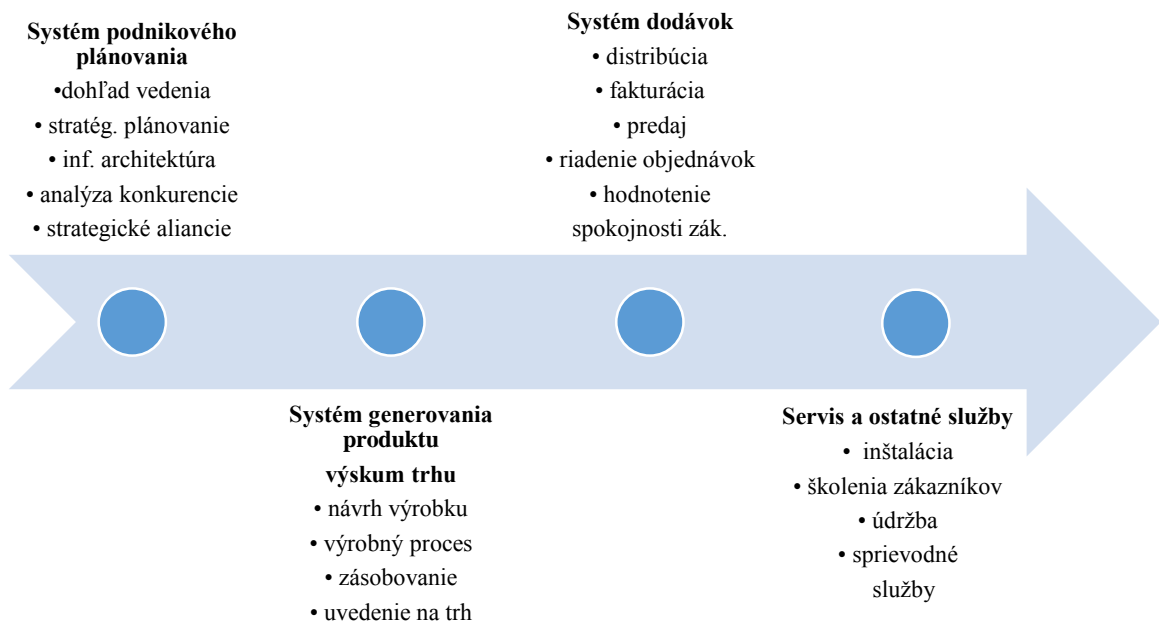 Systém podnikového
plánovania
•dohľad vedenia
• stratég. plánovanie
• inf. architektúra
• analýza konkurencie
• strategické aliancie
Systém generovania
produktu
výskum trhu
• návrh výrobku
• výrobný proces
• zásobovanie
• uvedenie na trh
Systém dodávok
• distribúcia
• fakturácia
• predaj
• riadenie objednávok
• hodnotenie
spokojnosti zák.
Servis a ostatné služby
• inštalácia
• školenia zákazníkov
• údržba
• sprievodné
služby